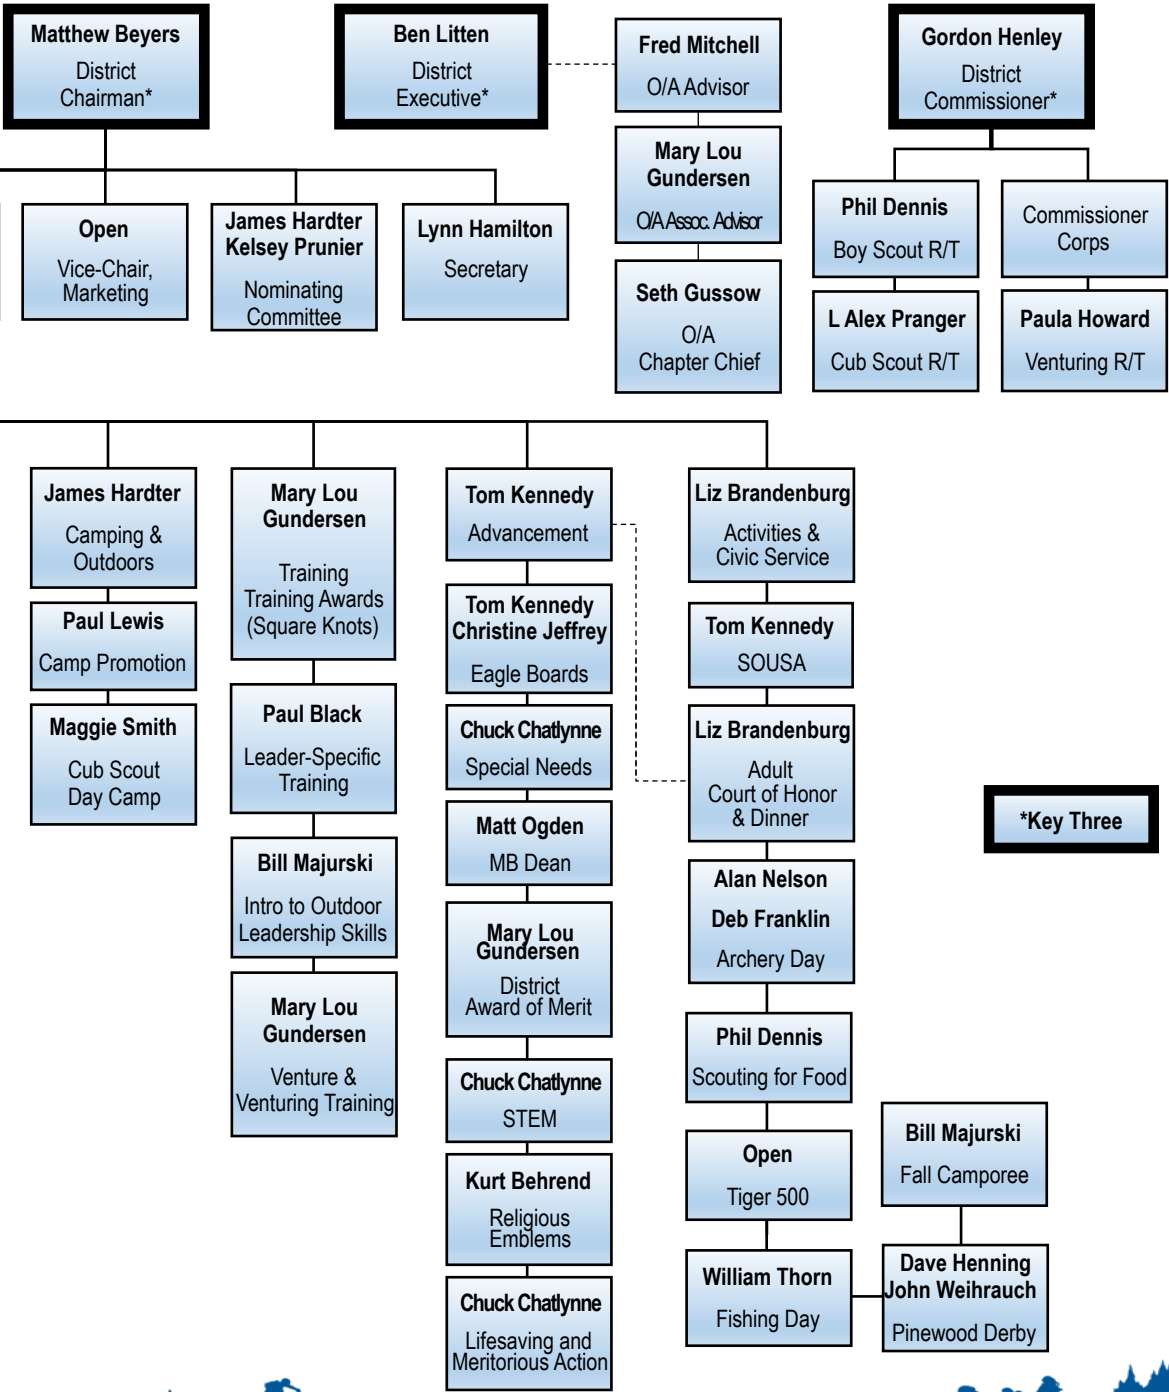 Matthew Beyers
District
Chairman*
Ben Litten
District
Executive*
Fred Mitchell
O/A Advisor
Mary Lou
Gundersen
O/A Assoc. Advisor
Seth Gussow
O/A
Chapter Chief
Gordon Henley
District
Commissioner*
Phil Dennis
Boy Scout R/T
Commissioner
Corps
L Alex Pranger
Cub Scout R/T
Paula Howard
Venturing R/T
Open
Vice-Chair,
Marketing
James Hardter
Kelsey Prunier
Nominating
Committee
Lynn Hamilton
Secretary
James Hardter
Camping &
Outdoors
Paul Lewis
Camp Promotion
Maggie Smith
Cub Scout
Day Camp
Mary Lou
Gundersen
Training
Training Awards
(Square Knots)
Paul Black
Leader-Specific
Training
Bill Majurski
Intro to Outdoor
Leadership Skills
Mary Lou
Gundersen
Venture &
Venturing Training
Tom Kennedy
Advancement
Tom Kennedy
Christine Jeffrey
Eagle Boards
Chuck Chatlynne
Special Needs
Matt Ogden
MB Dean
Mary Lou
Gundersen
District
Award of Merit
Chuck Chatlynne
STEM
Kurt Behrend
Religious
Emblems
Chuck Chatlynne
Lifesaving and
Meritorious Action
Liz Brandenburg
Activities &
Civic Service
Tom Kennedy
SOUSA
Liz Brandenburg
Adult
Court of Honor
& Dinner
Alan Nelson
Deb Franklin
Archery Day
Phil Dennis
Scouting for Food
Open
Tiger 500
William Thorn
Fishing Day
Bill Majurski
Fall Camporee
Dave Henning
John Weihrauch
Pinewood Derby
*Key Three